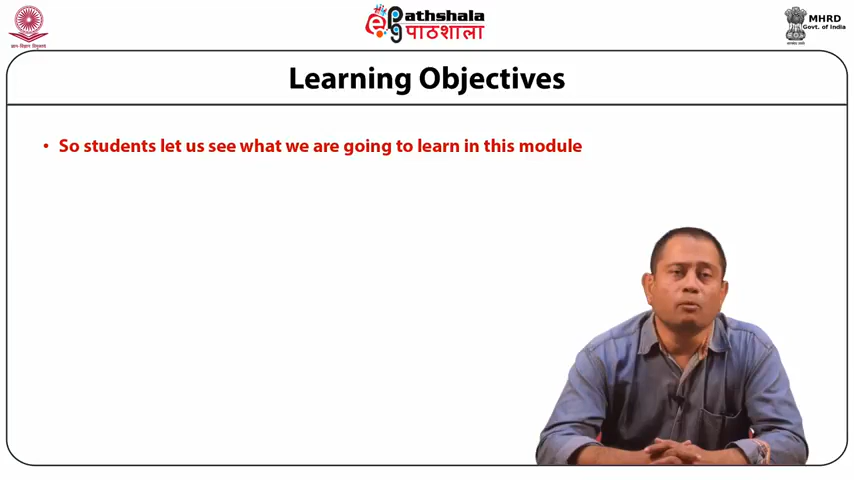 Pathshala
पाठशाला
MHRD
Govt. of India
Learning Objectives
• So students let us see what we are going to learn in this module